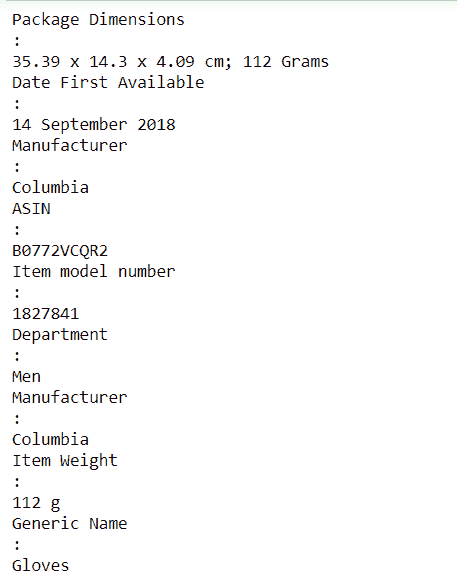 Package Dimensions
:
35.39 x 14.3 x 4.09 cm; 112 Grams
Date First Available
:
14 September 2018
Manufacturer
:
Columbia
ASIN
:
B0772VCQR2
Item model number
:
1827841
Department
:
Men
Manufacturer
:
Columbia
Item Weight
:
112 g
Generic Name
:
Gloves